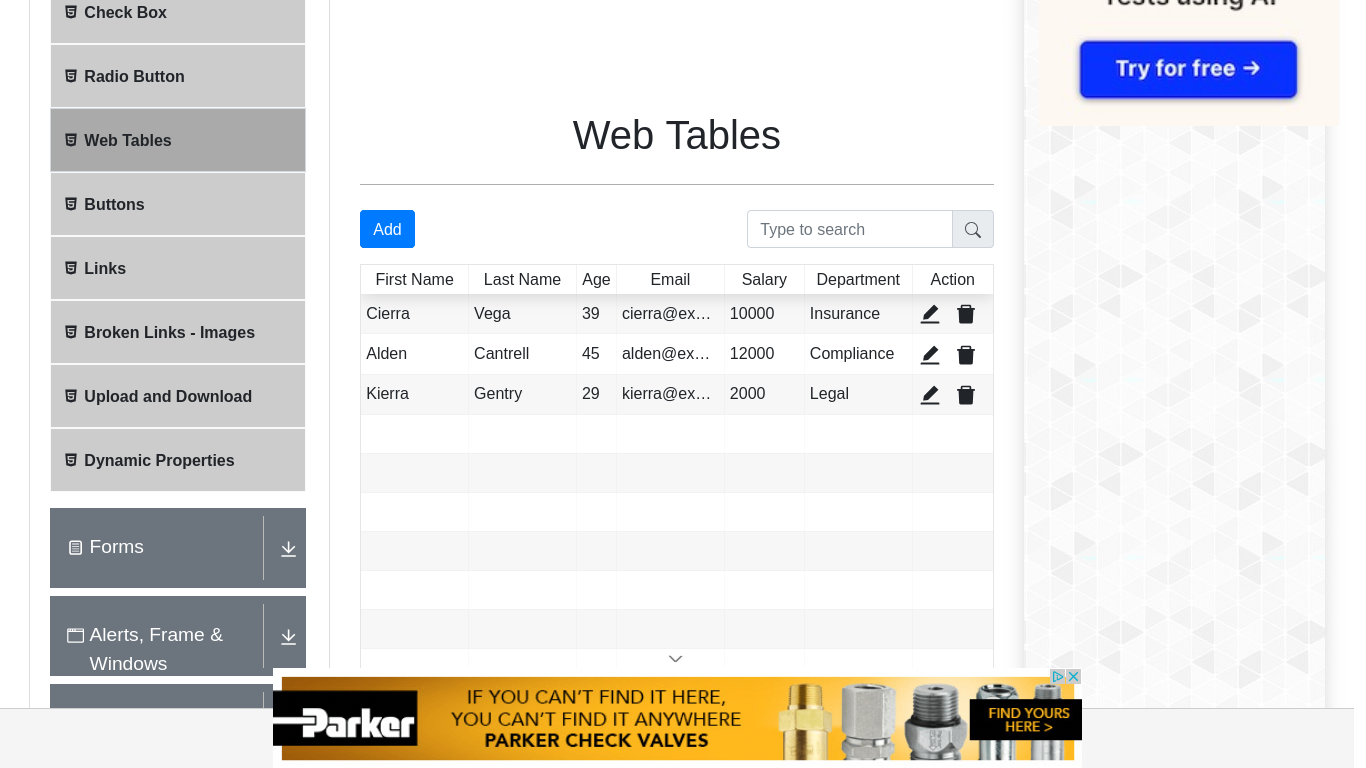 Check Box
Radio Button
Web Tables
Buttons
Links
Broken Links - Images
Upload and Download
Dynamic Properties
Forms
Alerts, Frame &
Windows
Web Tables
Add
Type to search
First Name Last Name Age Email Salary Department Action
Cierra Vega 39 cierra@ex... 10000 Insurance
Alden Cantrell 45 alden@ex... 12000 Compliance
Kierra Gentry 29 kierra@ex... 2000 Legal
Tests using AI
Try for free →
Parker
IF YOU CAN'T FIND IT HERE,
YOU CAN'T FIND IT ANYWHERE
PARKER CHECK VALVES
FIND YOURS
HERE >